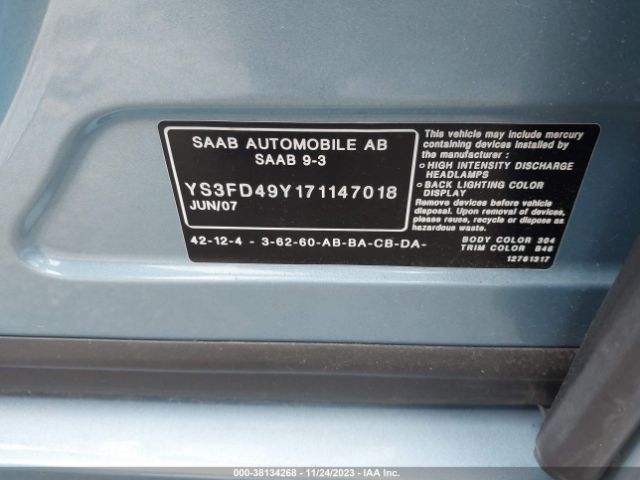 SAAB AUTOMOBILE AB
SAAB 9-3
YS3FD49Y171147018
JUN/07
42-12-4 - 3-62-60-AB-BA-CB-DA-
This vehicle may include mercury
containing devices installed by
the manufacturer :
HIGH INTENSITY DISCHARGE
HEADLAMPS
BACK LIGHTING COLOR
DISPLAY
Remove devices before vehicle
disposal. Upon removal of devices,
please reuse, recycle or dispose as
hazardous waste.
BODY COLOR 304
TRIM COLOR B46
12761317
000-38134268 - 11/24/2023 - IAA Inc.